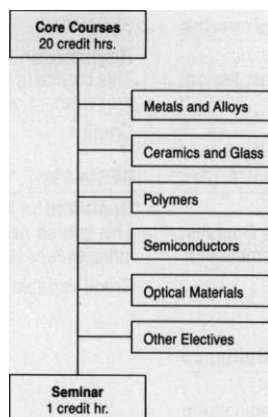 Core Courses
20 credit hrs.
Metals and Alloys
Ceramics and Glass
Polymers
Semiconductors
Optical Materials
Other Electives
Seminar
1 credit hr.